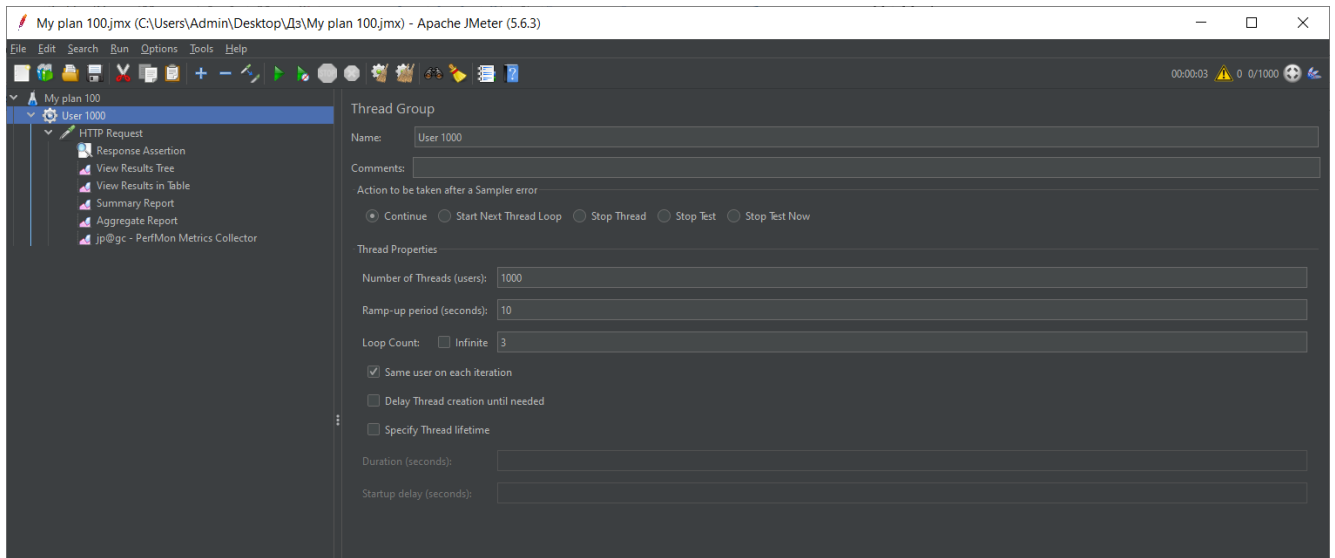 My plan 100.jmx (C:\Users\Admin\Desktop\Дз\My plan 100.jmx) - Apache JMeter (5.6.3)
File Edit Search Run Options Tools Help
00:00:03 0 0/1000
My plan 100
User 1000
HTTP Request
Response Assertion
View Results Tree
View Results in Table
Summary Report
Aggregate Report
jp@gc - PerfMon Metrics Collector
Thread Group
Name: User 1000
Comments:
Action to be taken after a Sampler error
Continue Start Next Thread Loop Stop Thread Stop Test Stop Test Now
Thread Properties
Number of Threads (users): 1000
Ramp-up period (seconds): 10
Loop Count: Infinite 3
Same user on each iteration
Delay Thread creation until needed
Specify Thread lifetime
Duration (seconds):
Startup delay (seconds):